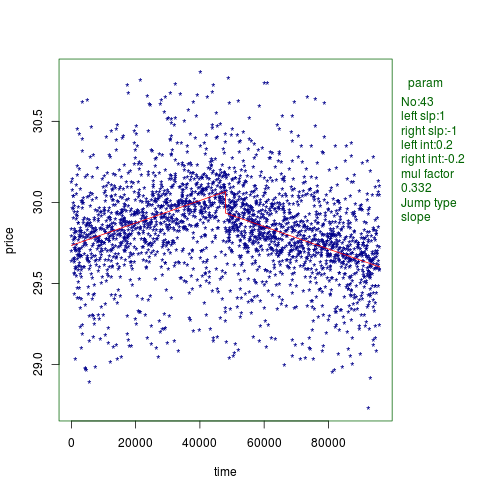 param
No:43
left slp:1
right slp:-1
left int:0.2
right int:-0.2
mul factor
0.332
Jump type
slope
30.5
30.0
29.5
29.0
price
0 20000 40000 60000 80000
time